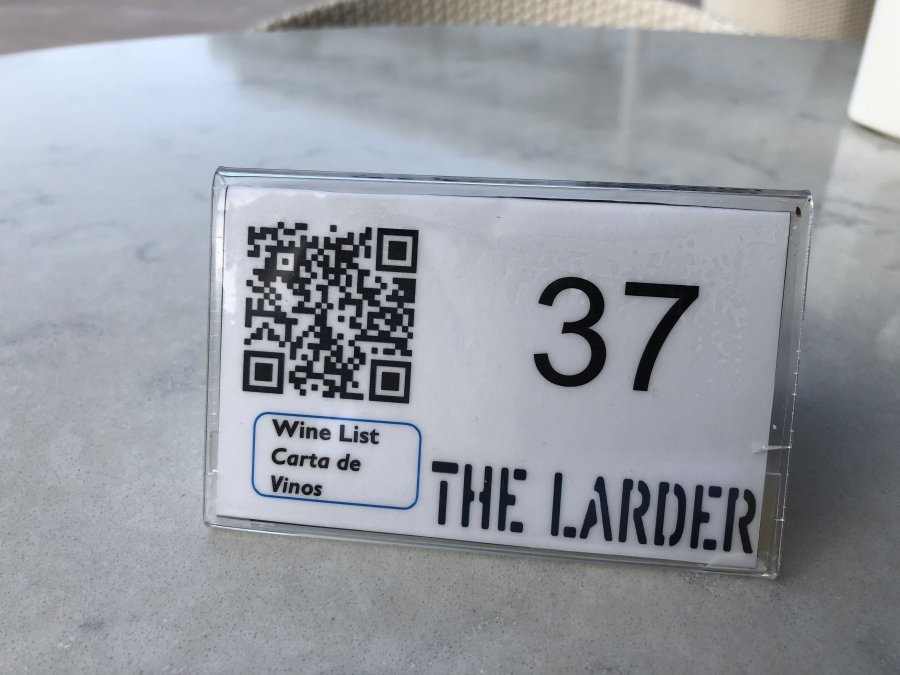 37
Wine List
Carta de
Vinos
THE LARDER